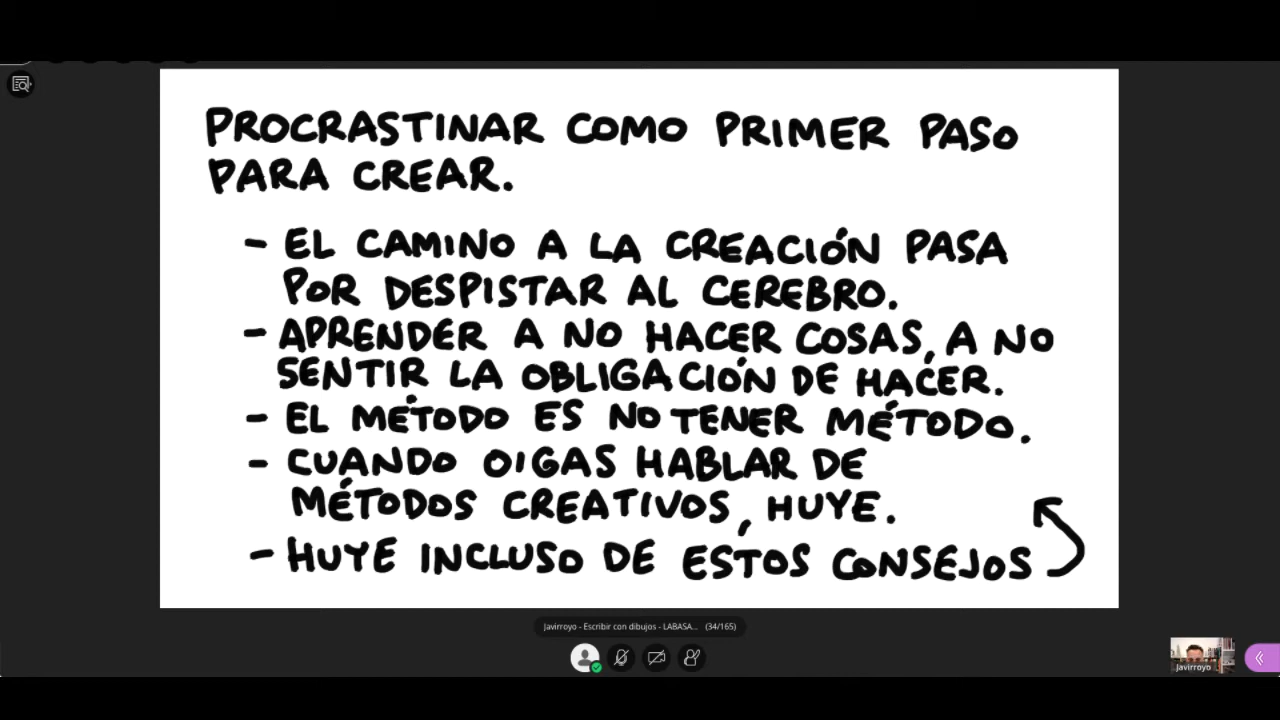 PROCRASTINAR COMO PRIMER PASO
PARA CREAR.
- EL CAMINO A LA CREACIÓN PASA
POR DESPISTAR AL CEREBRO.
- APRENDER A NO HACER COSAS, A NO
SENTIR LA OBLIGACIÓN DE HACER.
- EL MÉTODO ES NO TENER MÉTODO.
- CUANDO OIGAS HABLAR DE
MÉTODOS CREATIVOS, HUYE.
- HUYE INCLUSO DE ESTOS CONSEJOS
Javirroyo - Escribir con dibujos - LABASA... (34/165)
Javirroyo